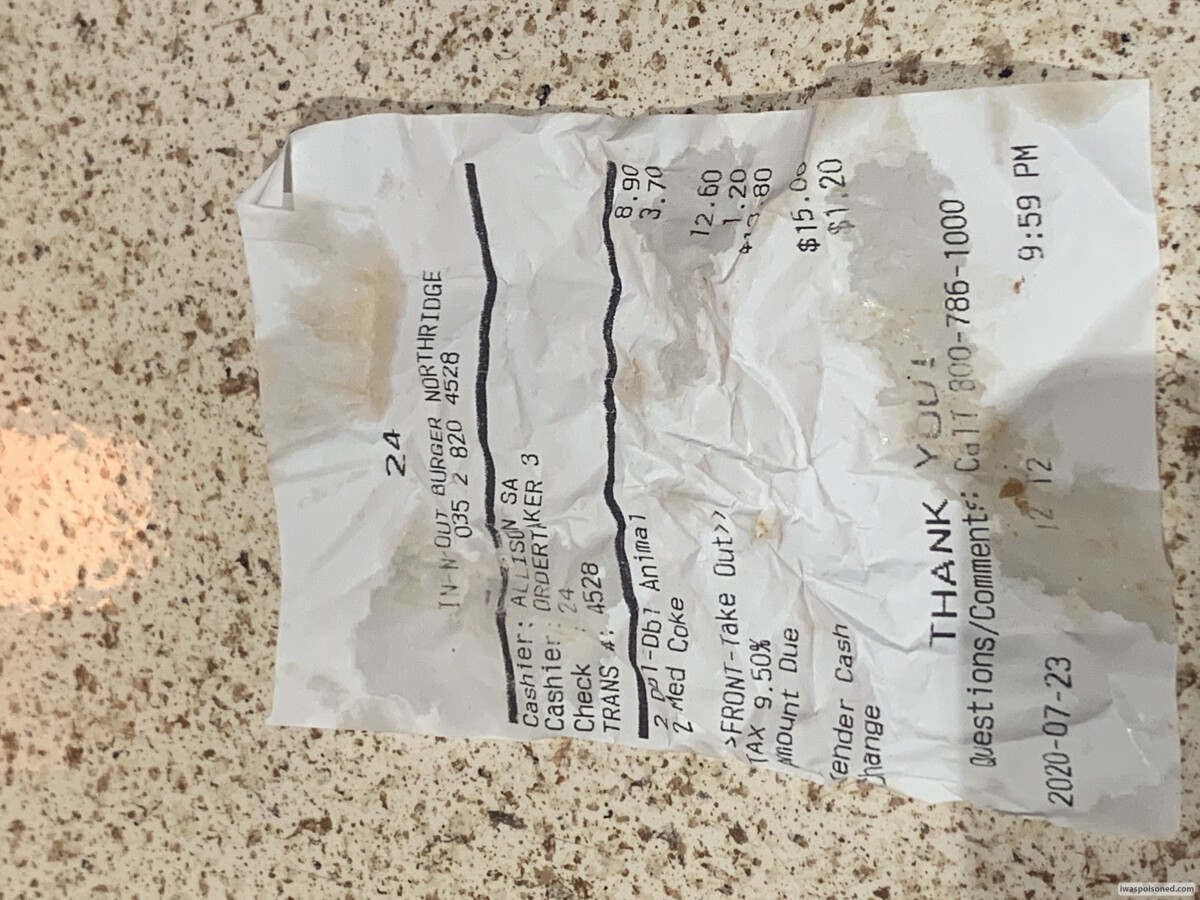 24
IN-N-OUT BURGER NORTHRIDGE
035 2 820 4528
Cashier: ALLISON SA
Cashier: ORDERTAKER 3
Check 24
TRANS #: 4528
2 Dbl-Dbl Animal 8.90
2 Med Coke 3.70
>FRONT-Take Out>> 12.60
TAX 9.50% 1.20
Amount Due $13.80
Tender Cash $15.00
Change $1.20
THANK YOU!
Questions/Comments: Call 800-786-1000
12 12
2020-07-23 9:59 PM
iwaspoisoned.com